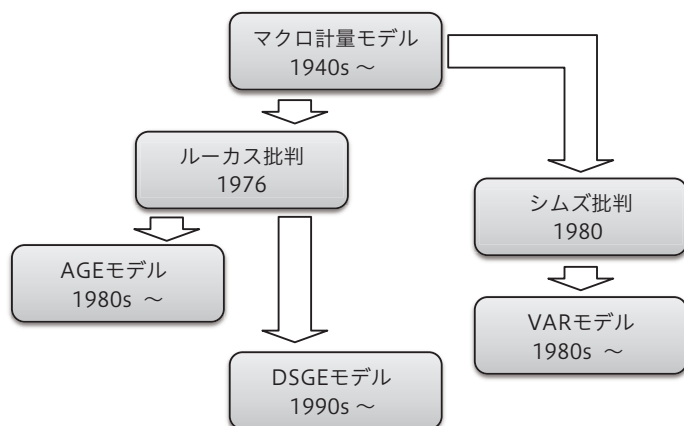 マクロ計量モデル
1940s ～
ルーカス批判
1976
シムズ批判
1980
AGEモデル
1980s ～
VARモデル
1980s ～
DSGEモデル
1990s ～